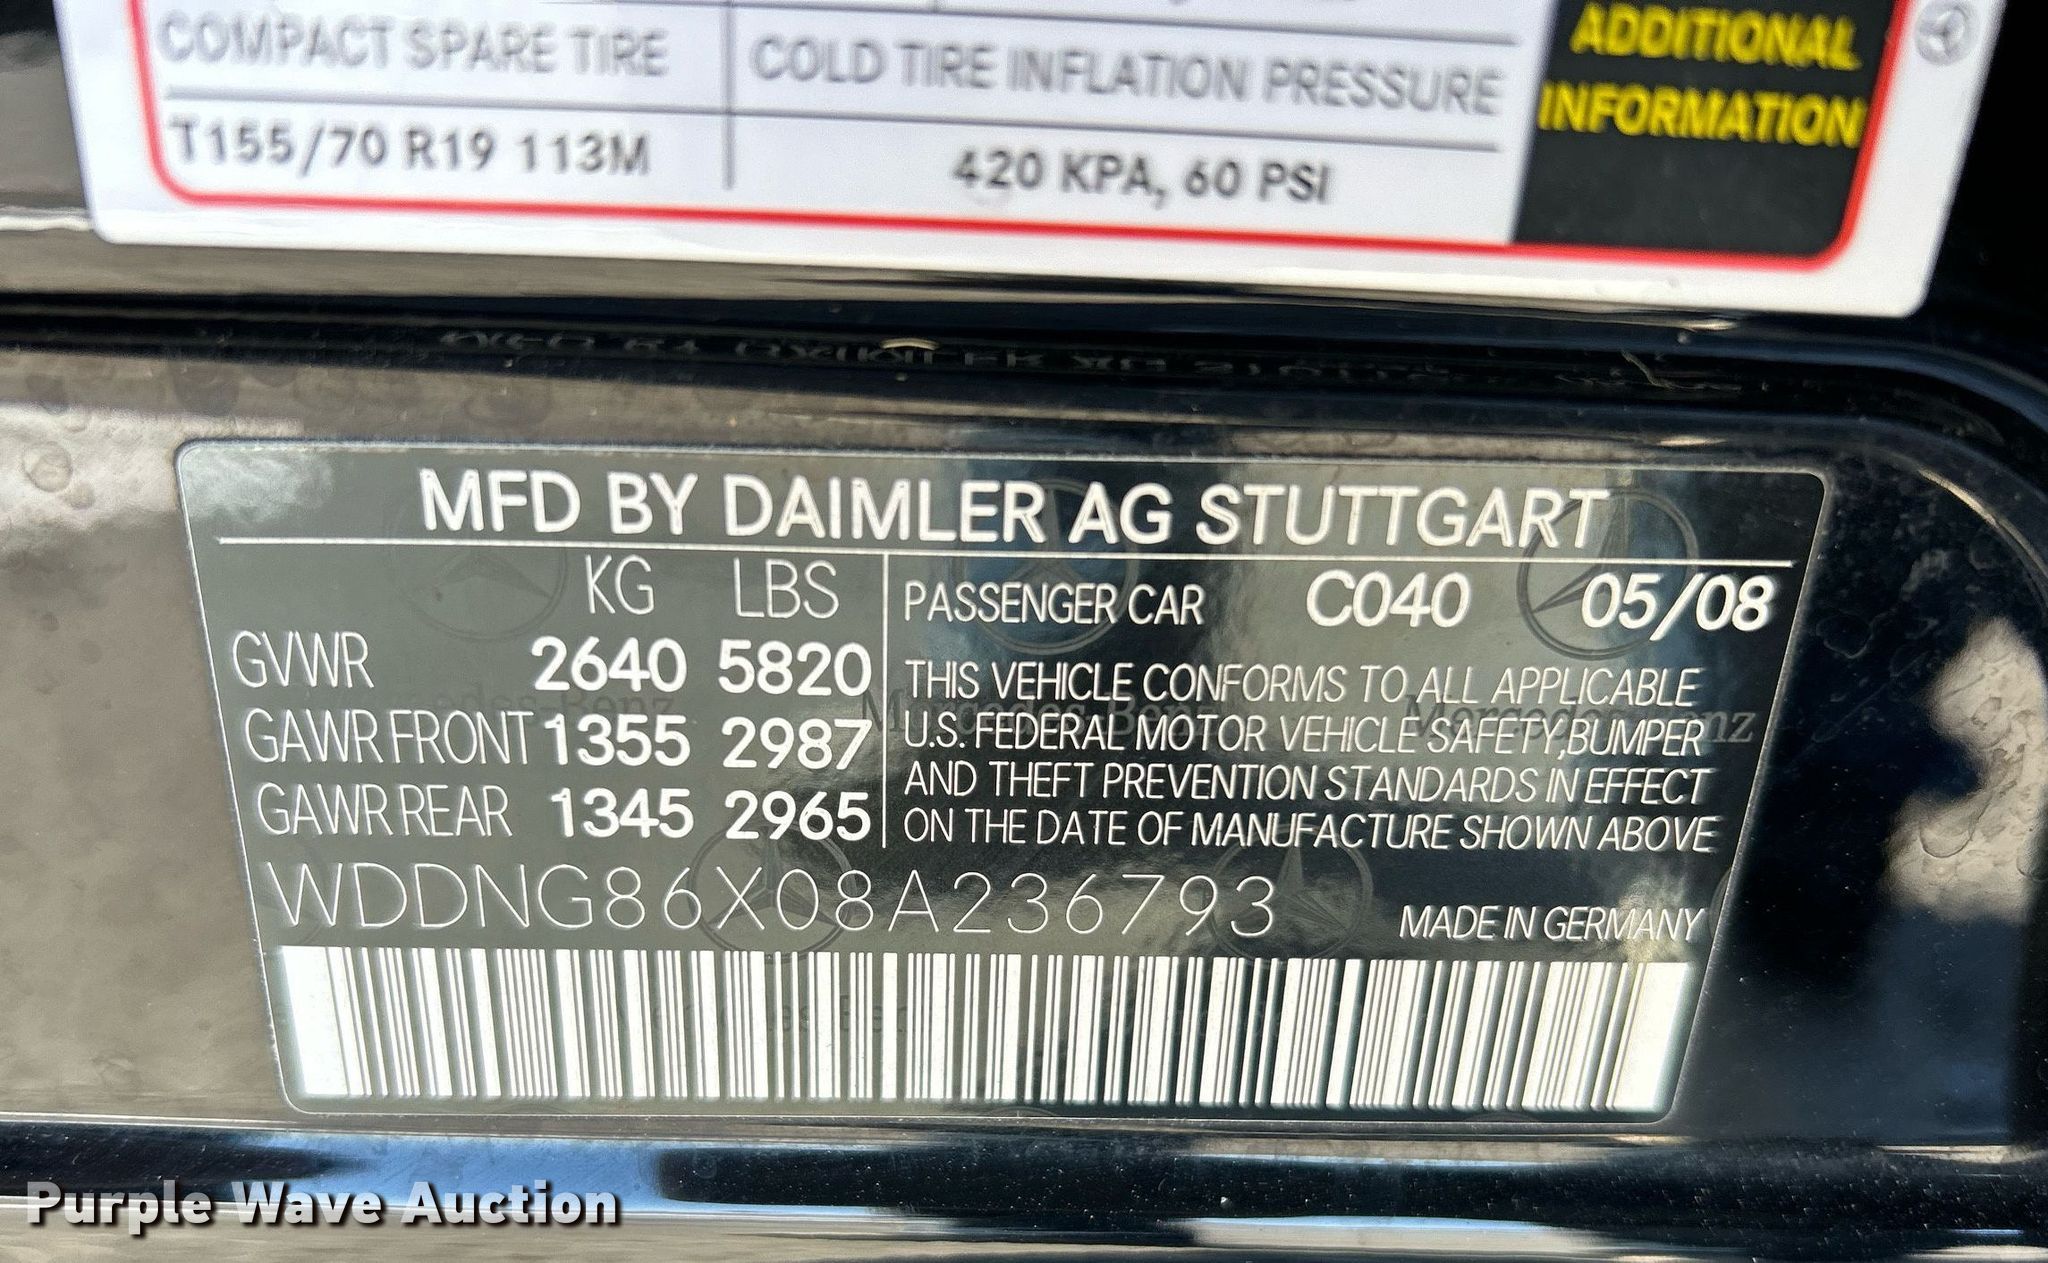 COMPACT SPARE TIRE
COLD TIRE INFLATION PRESSURE
T155/70 R19 113M
420 KPA, 60 PSI
ADDITIONAL
INFORMATION
MFD BY DAIMLER AG STUTTGART
KG LBS
GVWR 2640 5820
GAWR FRONT 1355 2987
GAWR REAR 1345 2965
PASSENGER CAR C040 05/08
THIS VEHICLE CONFORMS TO ALL APPLICABLE
U.S. FEDERAL MOTOR VEHICLE SAFETY,BUMPER
AND THEFT PREVENTION STANDARDS IN EFFECT
ON THE DATE OF MANUFACTURE SHOWN ABOVE
WDDNG86X08A236793
MADE IN GERMANY
Purple Wave Auction